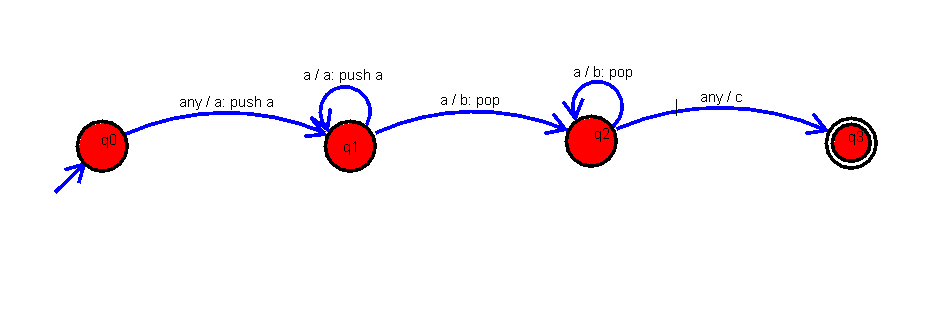 a / a: push a
a / b: pop
any / a: push a
a / b: pop
any / c
q0
q1
q2
q3